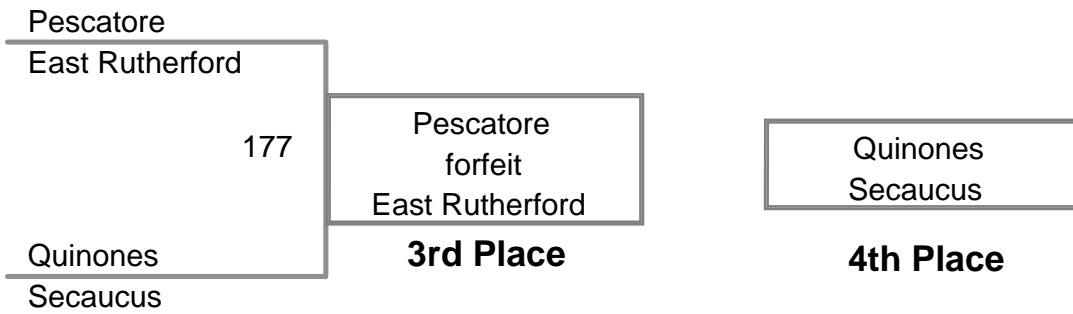 Pescatore
East Rutherford
177
Pescatore
forfeit
East Rutherford
3rd Place
Quinones
Secaucus
4th Place
Quinones
Secaucus